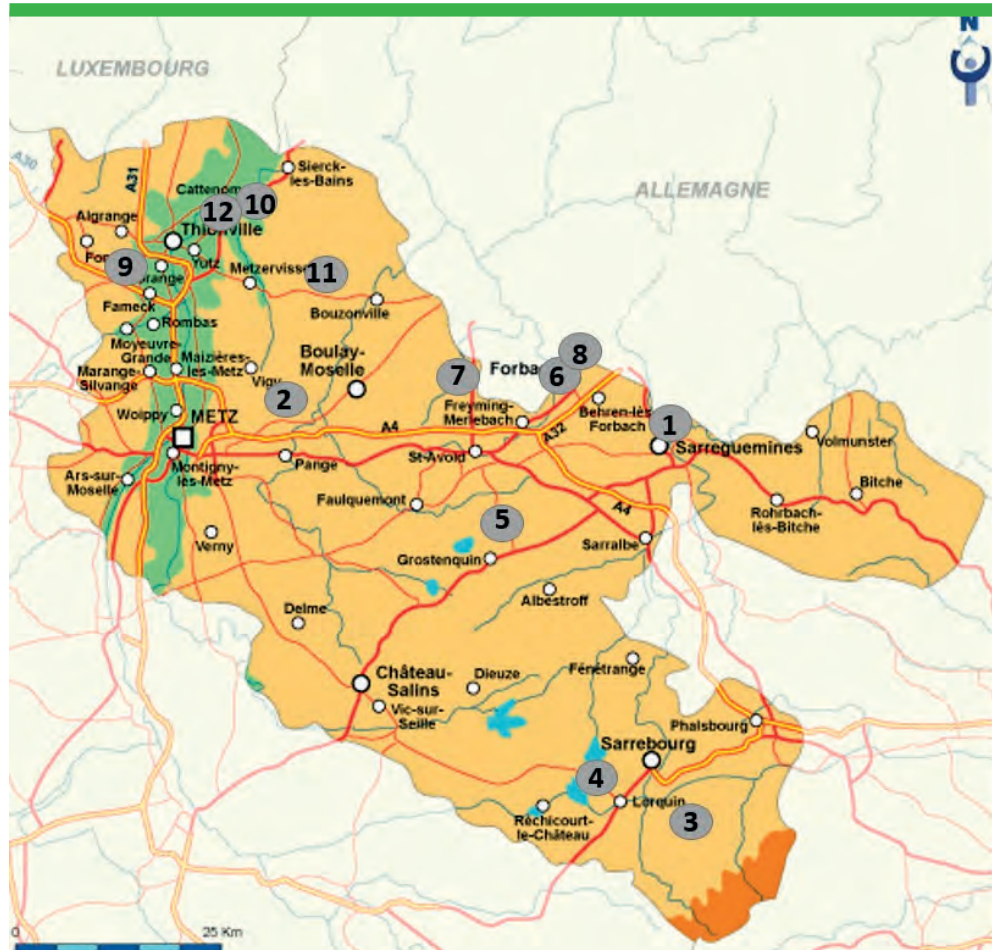 N
LUXEMBOURG
ALLEMAGNE
A30
A31
Sierck-
les-Bains
Cattenom
12
10
Algrange
Thionville
Yutz
9
Metzervisse
11
Fameck
Bouzonville
Rombas
Moyeuvre-
Grande
Maizières-
les-Metz
Boulay-
Moselle
Marange-
Silvange
Vigy
2
7
8
6
Freyming-
Merlebach
Behren-lès
Forbach
1
Woippy
METZ
A4
A32
Sarreguemines
Volmunster
Montigny-
lès-Metz
Pange
St-Avold
Ars-sur-
Moselle
Faulquemont
Bitche
Rohrbach-
lès-Bitche
A4
5
Verny
Grostenquin
Sarralbe
Albestroff
Delme
Fénétrange
Château-
Salins
Dieuze
Vic-sur-
Seille
Phalsbourg
Sarrebourg
4
Lorquin
3
Réchicourt-
le-Château
0
25 Km